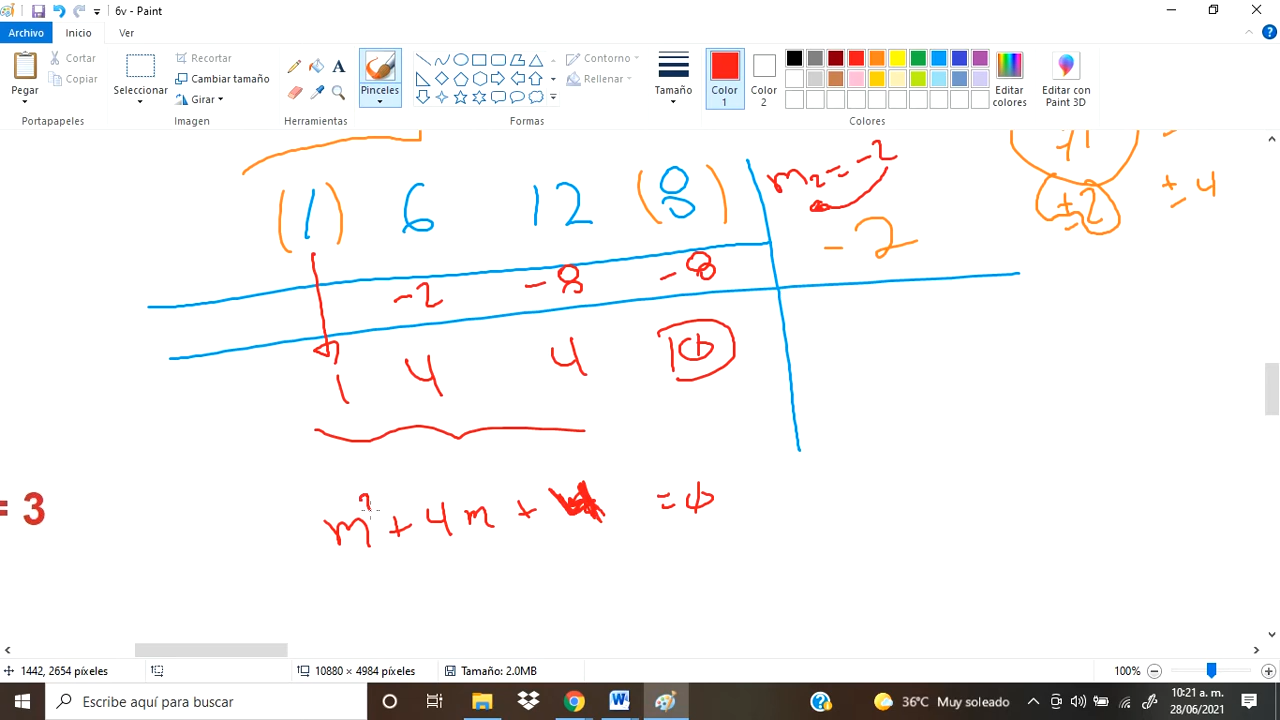 6v - Paint
Archivo Inicio Ver
Pegar
Cortar
Copiar
Portapapeles
Seleccionar
Recortar
Cambiar tamaño
Girar
Imagen
A
Herramientas
Pinceles
Contorno
Rellenar
Formas
Tamaño
Color 1
Color 2
Editar colores
Editar con Paint 3D
Colores
m2 = -2
± 4
±2
(1) 6 12 (8) -2
-2 -8 -8
1 4 4
= 3
m² + 4m + = 0
1442, 2654 píxeles
10880 × 4984 píxeles
Tamaño: 2.0MB
100%
Escribe aquí para buscar
36°C Muy soleado
10:21 a. m.
28/06/2021